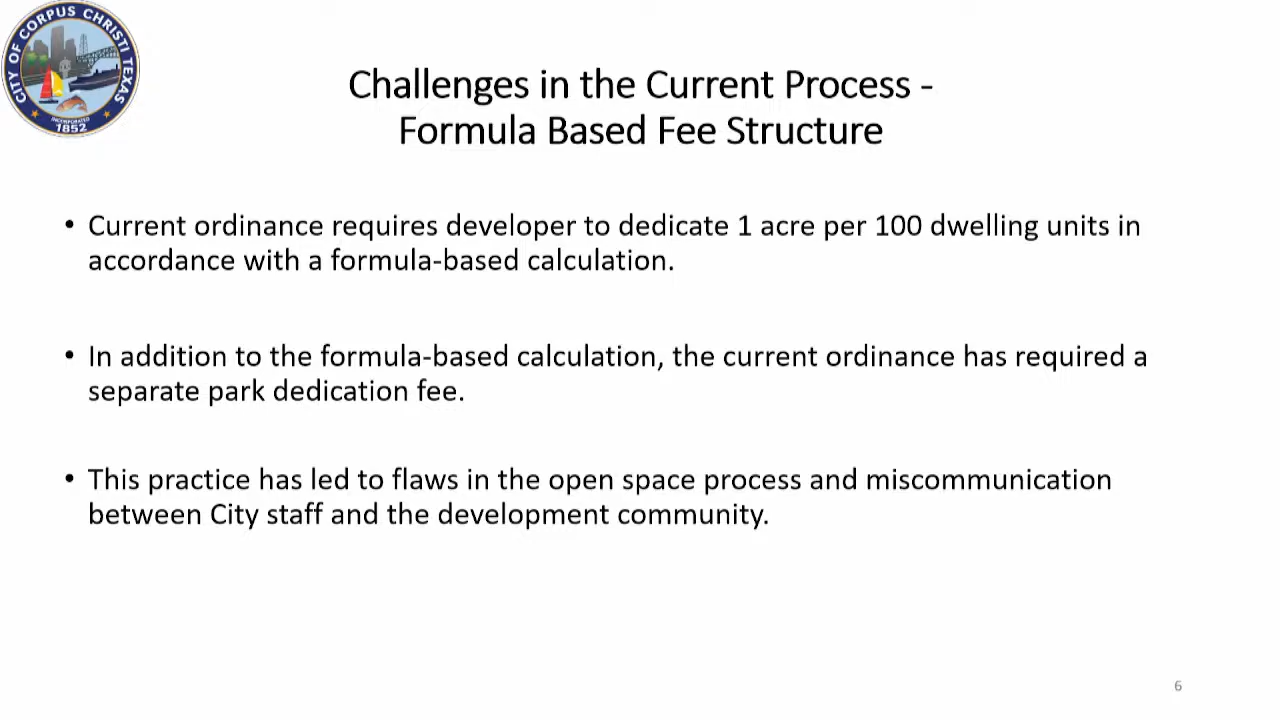 CITY OF CORPUS CHRISTI TEXAS
INCORPORATED
1852
Challenges in the Current Process -
Formula Based Fee Structure
• Current ordinance requires developer to dedicate 1 acre per 100 dwelling units in
accordance with a formula-based calculation.
• In addition to the formula-based calculation, the current ordinance has required a
separate park dedication fee.
• This practice has led to flaws in the open space process and miscommunication
between City staff and the development community.
6